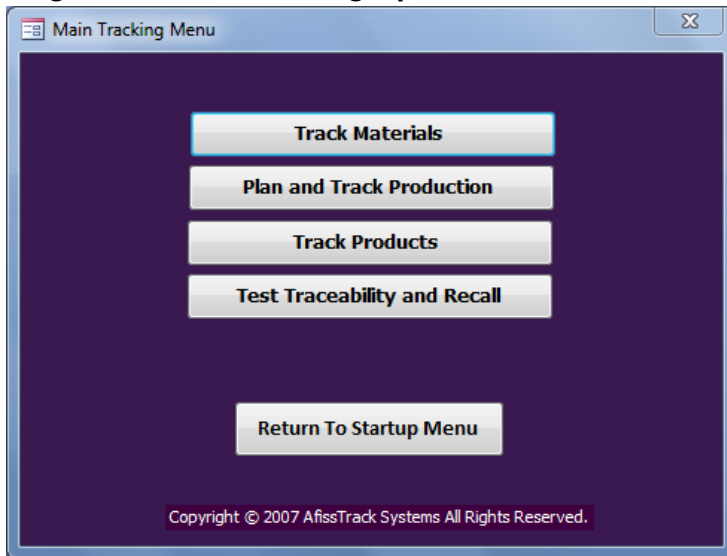 Main Tracking Menu
Track Materials
Plan and Track Production
Track Products
Test Traceability and Recall
Return To Startup Menu
Copyright © 2007 AfissTrack Systems All Rights Reserved.